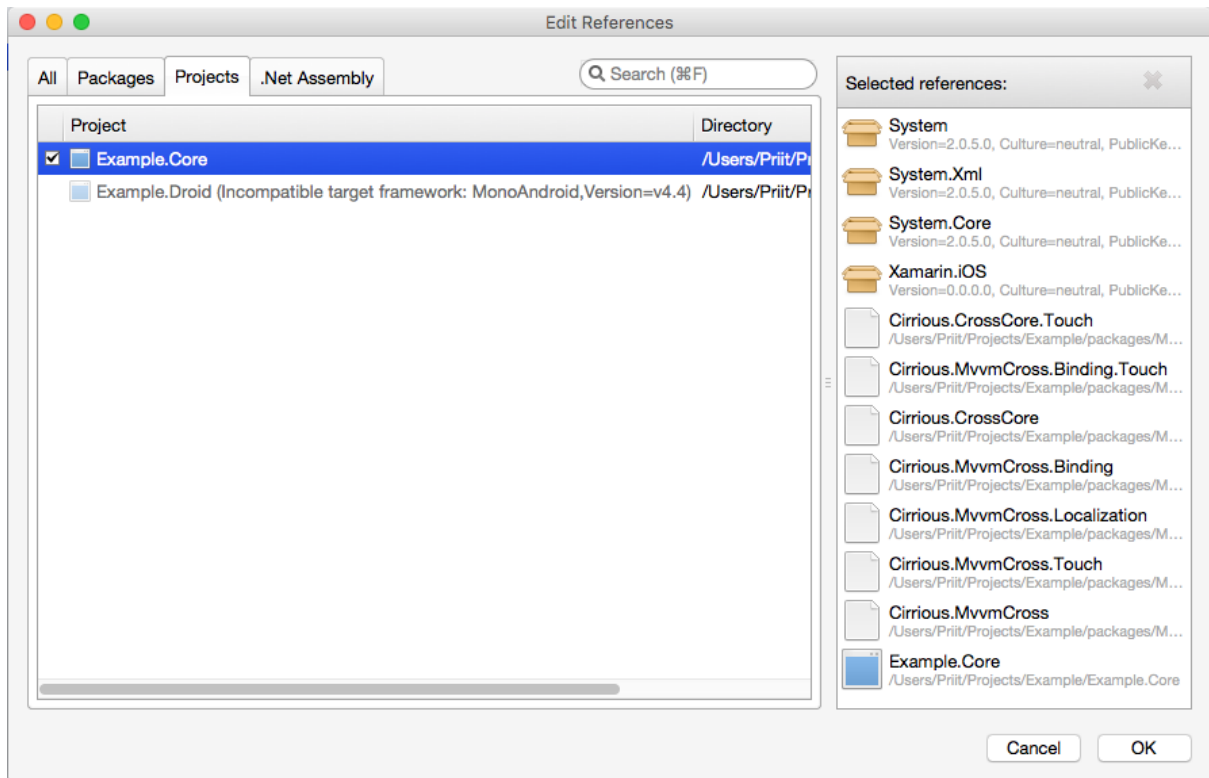 Edit References
All
Packages
Projects
.Net Assembly
Search (⌘F)
Project
Directory
Example.Core
/Users/Priit/Pr
Example.Droid (Incompatible target framework: MonoAndroid,Version=v4.4)
/Users/Priit/Pr
Selected references:
System
Version=2.0.5.0, Culture=neutral, PublicKe...
System.Xml
Version=2.0.5.0, Culture=neutral, PublicKe...
System.Core
Version=2.0.5.0, Culture=neutral, PublicKe...
Xamarin.iOS
Version=0.0.0.0, Culture=neutral, PublicKe...
Cirrious.CrossCore.Touch
/Users/Priit/Projects/Example/packages/M...
Cirrious.MvvmCross.Binding.Touch
/Users/Priit/Projects/Example/packages/M...
Cirrious.CrossCore
/Users/Priit/Projects/Example/packages/M...
Cirrious.MvvmCross.Binding
/Users/Priit/Projects/Example/packages/M...
Cirrious.MvvmCross.Localization
/Users/Priit/Projects/Example/packages/M...
Cirrious.MvvmCross.Touch
/Users/Priit/Projects/Example/packages/M...
Cirrious.MvvmCross
/Users/Priit/Projects/Example/packages/M...
Example.Core
/Users/Priit/Projects/Example/Example.Core
Cancel
OK